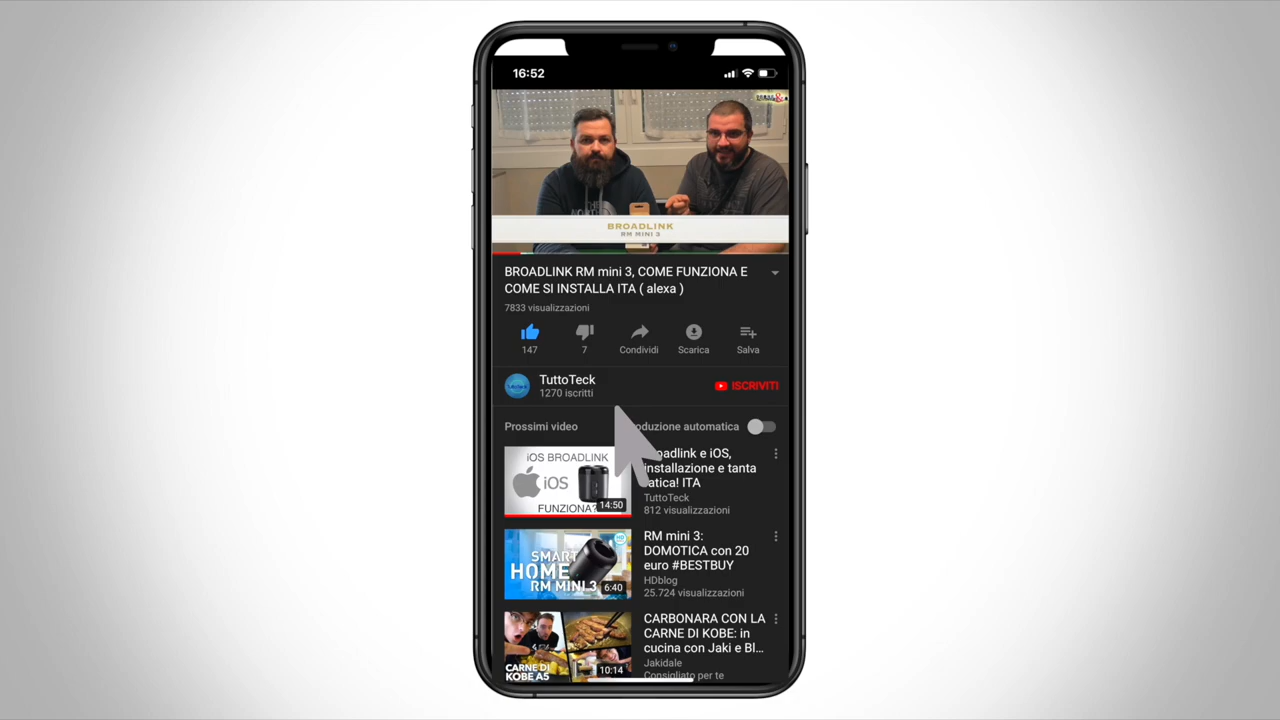 16:52
BROADLINK
RM MINI 3
BROADLINK RM mini 3, COME FUNZIONA E
COME SI INSTALLA ITA ( alexa )
7833 visualizzazioni
147
7
Condividi
Scarica
Salva
TuttoTeck
1270 iscritti
ISCRIVITI
Prossimi video
oduzione automatica
iOS BROADLINK
iOS
FUNZIONA?
14:50
oadlink e iOS,
installazione e tanta
atica! ITA
TuttoTeck
812 visualizzazioni
SMART
HOME
RM MINI 3
HD
6:40
RM mini 3:
DOMOTICA con 20
euro #BESTBUY
HDblog
25.724 visualizzazioni
CARNE DI
KOBE A5
10:14
CARBONARA CON LA
CARNE DI KOBE: in
cucina con Jaki e Bl...
Jakidale
Consigliato per te